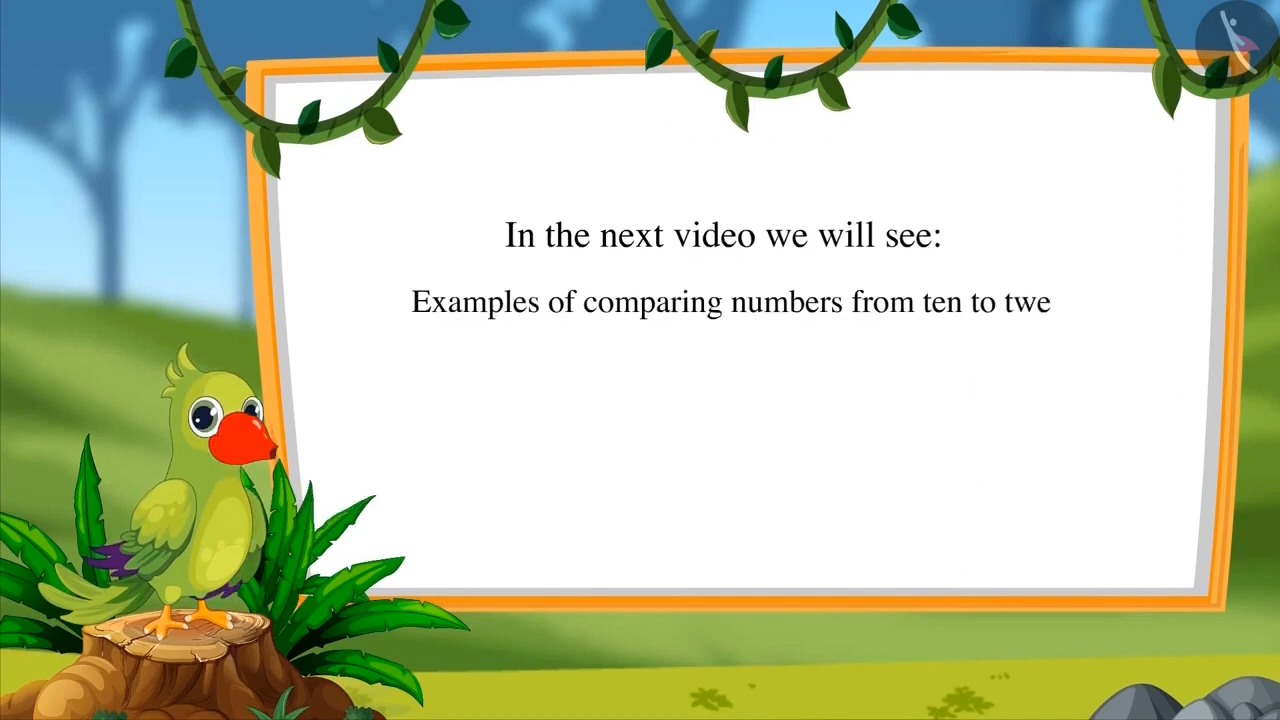 In the next video we will see:
Examples of comparing numbers from ten to twe